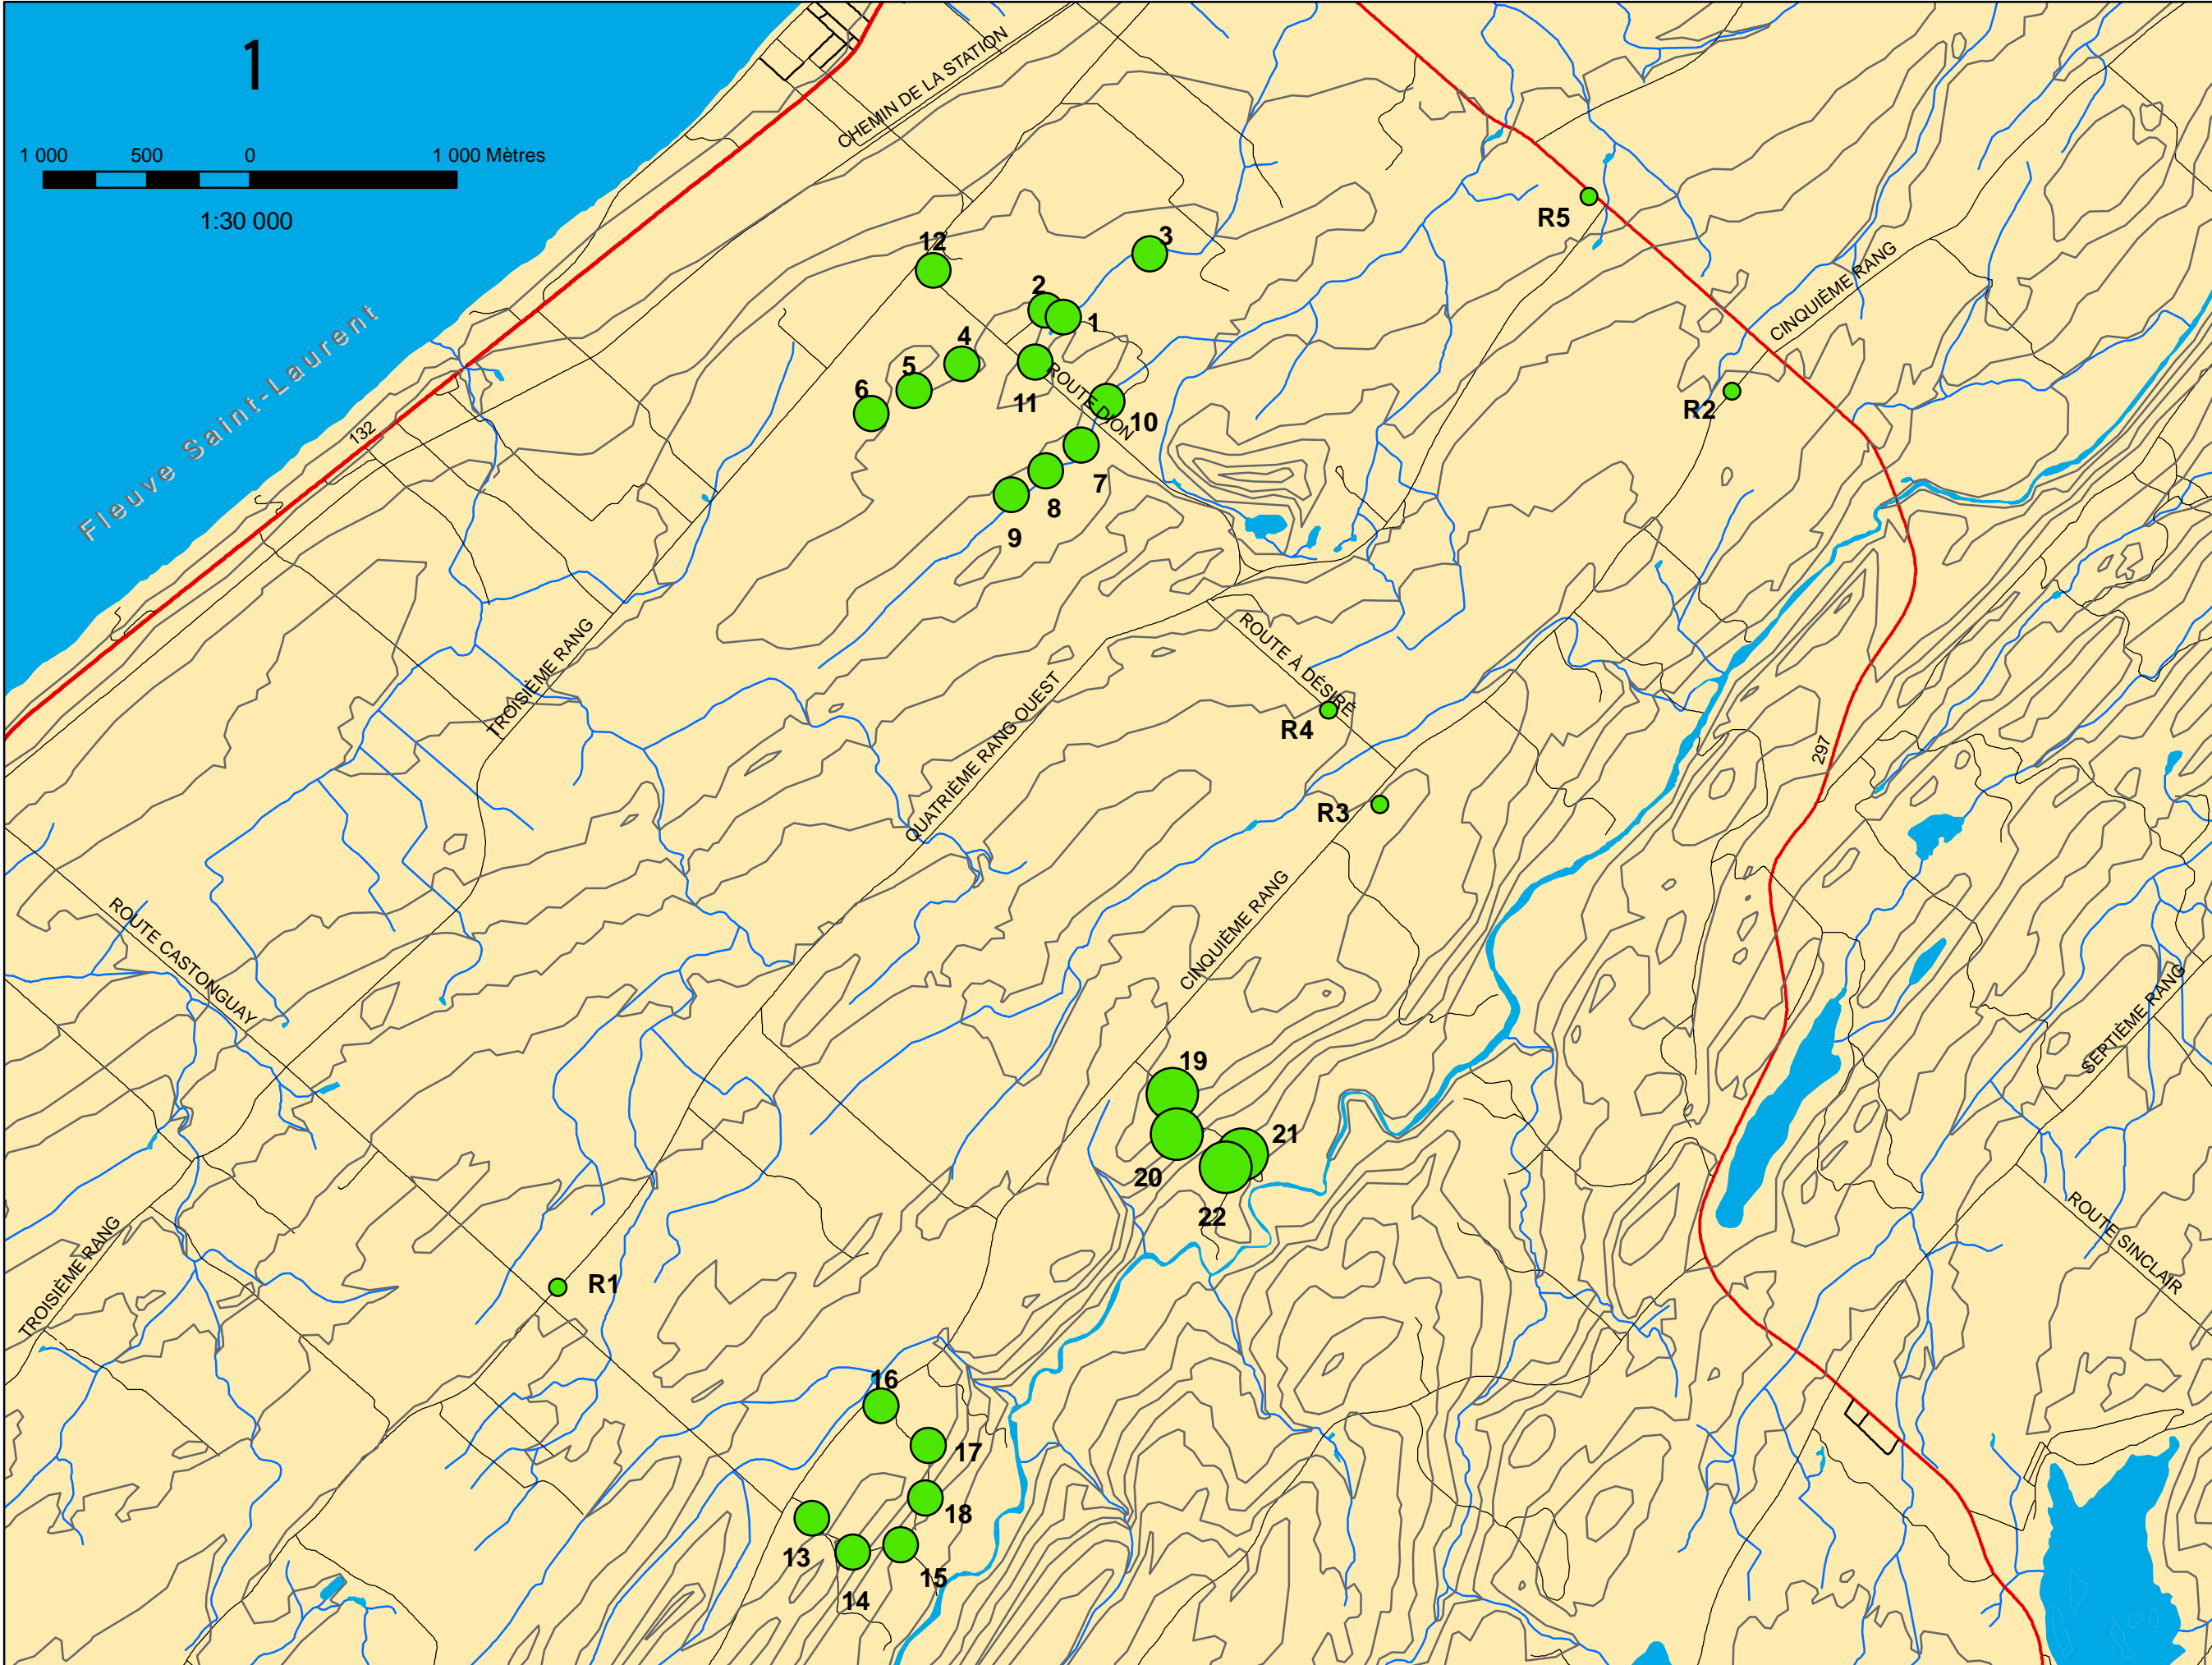 1
1 000 500 0 1 000 Mètres
1:30 000
CHEMIN DE LA STATION
R5
12
3
2
1
CINQUIÈME RANG
4
5
6
11
ROUTE DION
10
R2
Fleuve Saint-Laurent
132
7
8
9
TROISIÈME RANG
ROUTE À DÉSIRÉ
QUATRIÈME RANG OUEST
R4
297
R3
ROUTE CASTONGUAY
CINQUIÈME RANG
SEPTIÈME RANG
19
21
20
22
TROISIÈME RANG
ROUTE SINCLAIR
R1
16
17
18
13
15
14